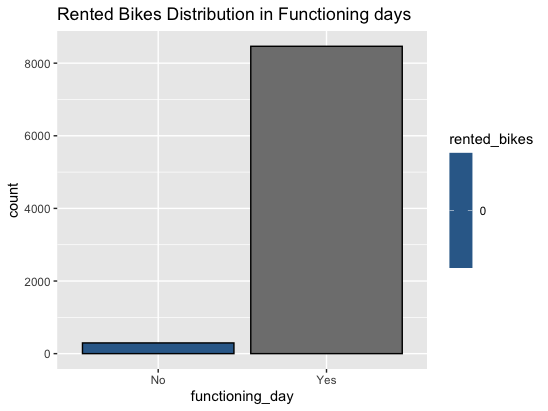 Rented Bikes Distribution in Functioning days
8000
6000
4000
2000
0
count
No
Yes
functioning_day
rented_bikes
0